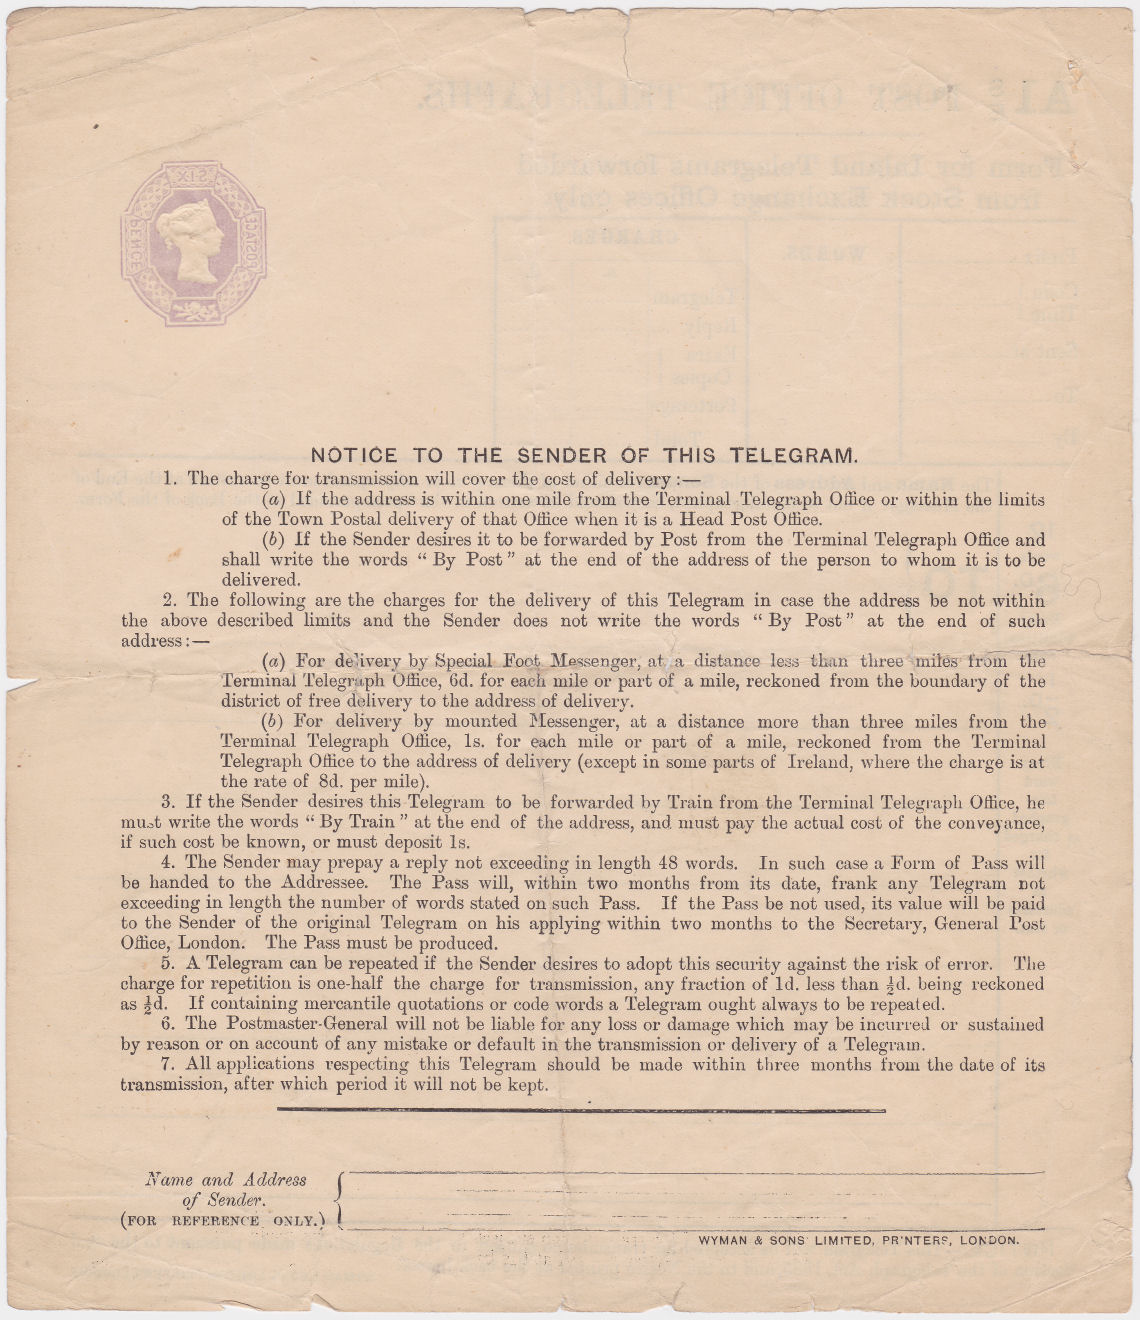 A1 POST OFFICE TELEGRAPHS.
Form for Inland Telegrams forwarded
from Stock Exchange Offices only.
CHARGES
WORDS.
Telegram
Reply
Extra
Copies
Porterage
SIX
PENCE
POSTAGE
NOTICE TO THE SENDER OF THIS TELEGRAM.
1. The charge for transmission will cover the cost of delivery :—
(a) If the address is within one mile from the Terminal Telegraph Office or within the limits
of the Town Postal delivery of that Office when it is a Head Post Office.
(b) If the Sender desires it to be forwarded by Post from the Terminal Telegraph Office and
shall write the words “ By Post ” at the end of the address of the person to whom it is to be
delivered.
2. The following are the charges for the delivery of this Telegram in case the address be not within
the above described limits and the Sender does not write the words “ By Post ” at the end of such
address :—
(a) For delivery by Special Foot Messenger, at a distance less than three miles from the
Terminal Telegraph Office, 6d. for each mile or part of a mile, reckoned from the boundary of the
district of free delivery to the address of delivery.
(b) For delivery by mounted Messenger, at a distance more than three miles from the
Terminal Telegraph Office, 1s. for each mile or part of a mile, reckoned from the Terminal
Telegraph Office to the address of delivery (except in some parts of Ireland, where the charge is at
the rate of 8d. per mile).
3. If the Sender desires this Telegram to be forwarded by Train from the Terminal Telegraph Office, he
must write the words “ By Train ” at the end of the address, and must pay the actual cost of the conveyance,
if such cost be known, or must deposit 1s.
4. The Sender may prepay a reply not exceeding in length 48 words. In such case a Form of Pass will
be handed to the Addressee. The Pass will, within two months from its date, frank any Telegram not
exceeding in length the number of words stated on such Pass. If the Pass be not used, its value will be paid
to the Sender of the original Telegram on his applying within two months to the Secretary, General Post
Office, London. The Pass must be produced.
5. A Telegram can be repeated if the Sender desires to adopt this security against the risk of error. The
charge for repetition is one-half the charge for transmission, any fraction of 1d. less than ½d. being reckoned
as ½d. If containing mercantile quotations or code words a Telegram ought always to be repeated.
6. The Postmaster-General will not be liable for any loss or damage which may be incurred or sustained
by reason or on account of any mistake or default in the transmission or delivery of a Telegram.
7. All applications respecting this Telegram should be made within three months from the date of its
transmission, after which period it will not be kept.
Name and Address
of Sender.
(FOR REFERENCE ONLY.)
WYMAN & SONS LIMITED, PRINTERS, LONDON.